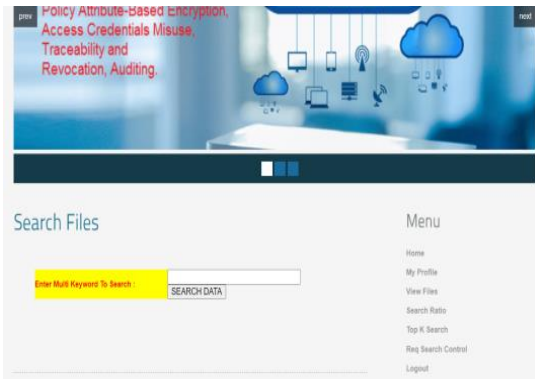 prev
Policy Attribute-Based Encryption,
Access Credentials Misuse,
Traceability and
Revocation, Auditing.
next
Search Files
Enter Multi Keyword To Search :
SEARCH DATA
Menu
Home
My Profile
View Files
Search Ratio
Top K Search
Req Search Control
Logout